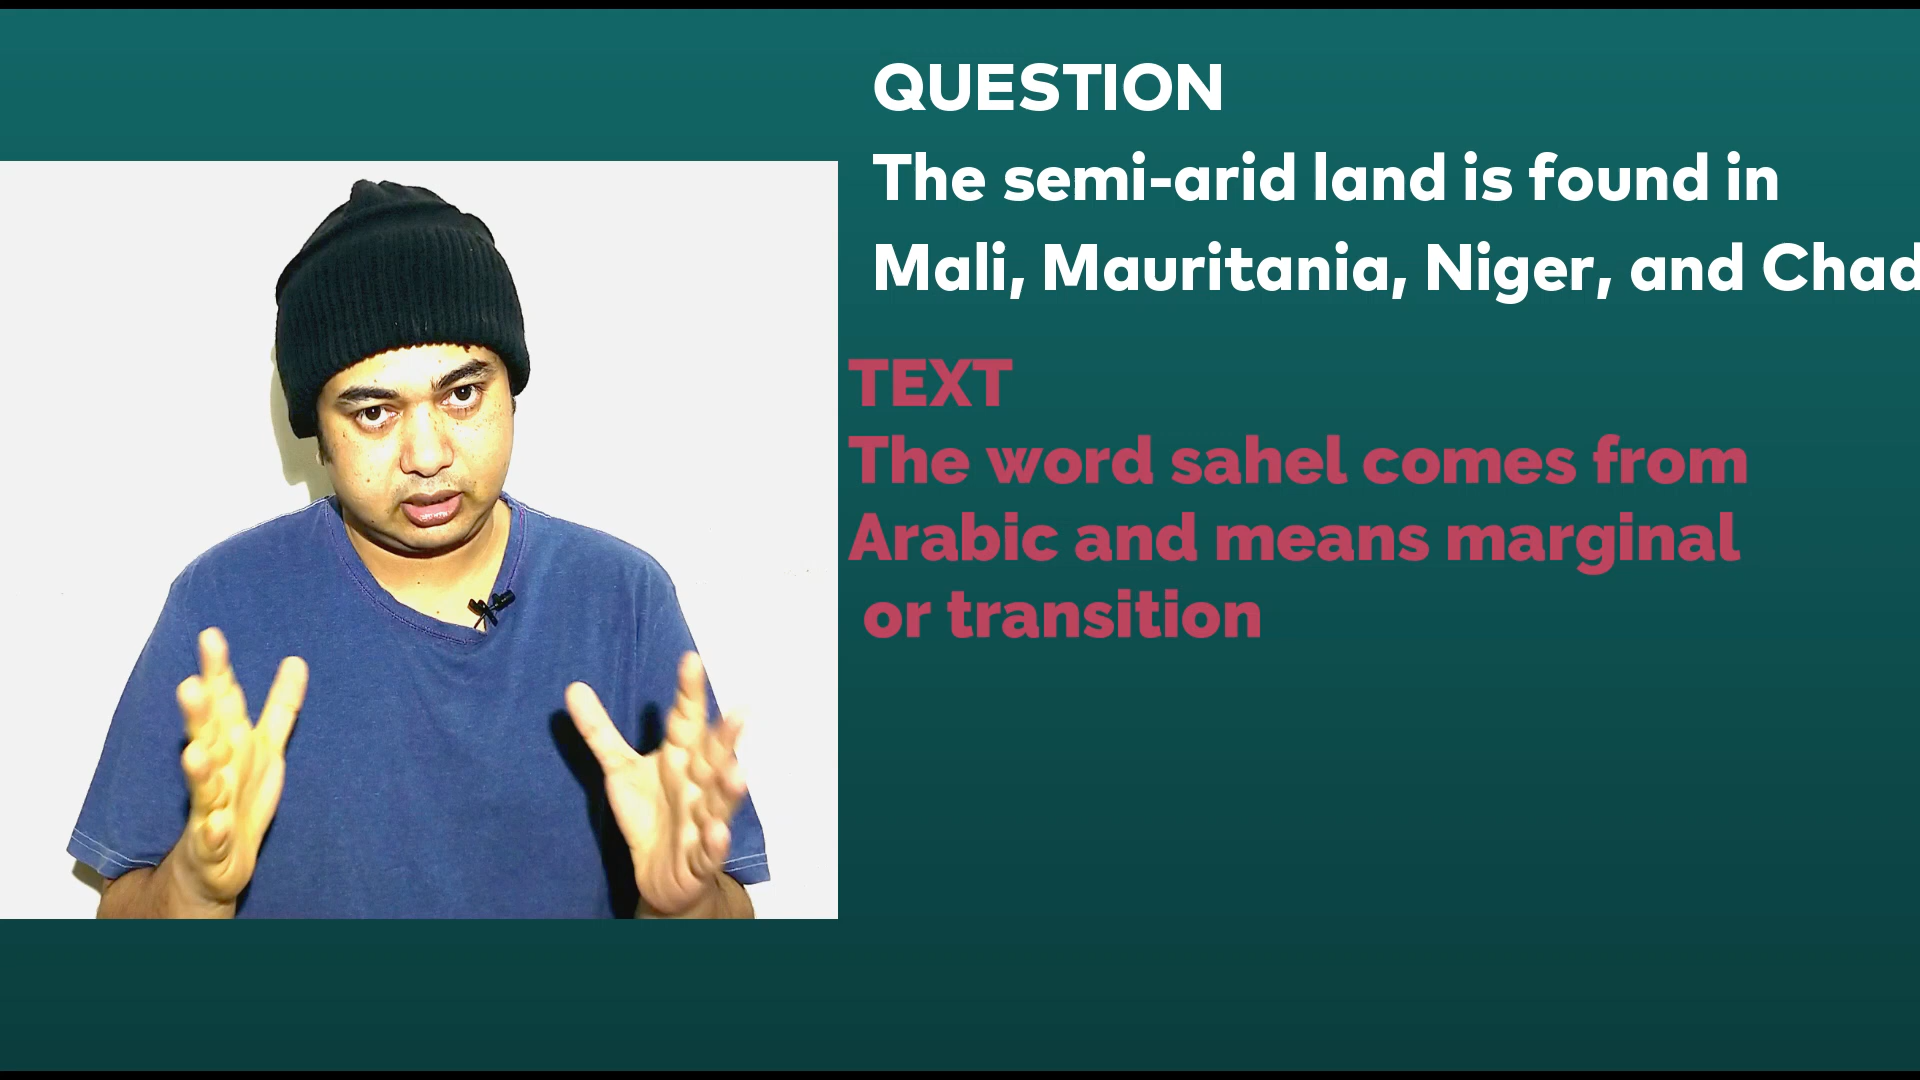 QUESTION
The semi-arid land is found in
Mali, Mauritania, Niger, and Chad
TEXT
The word sahel comes from
Arabic and means marginal
or transition